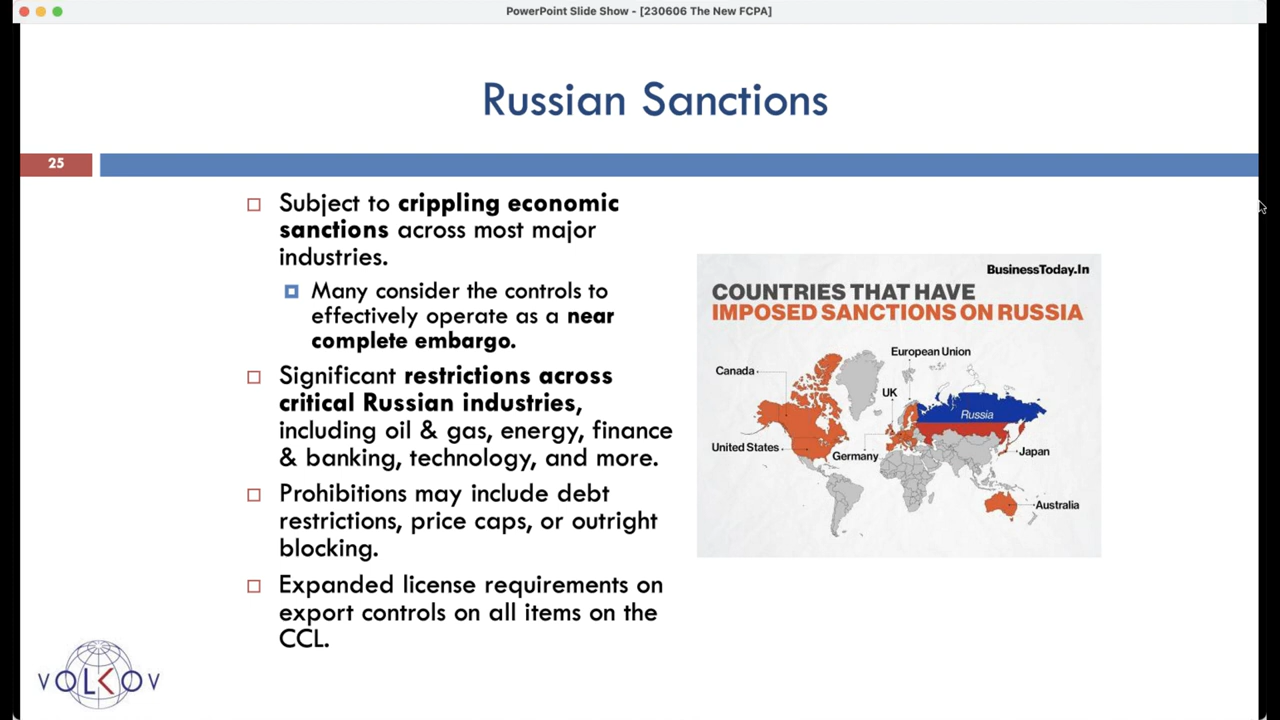 PowerPoint Slide Show - [230606 The New FCPA]
Russian Sanctions
25
Subject to crippling economic
sanctions across most major
industries.
Many consider the controls to
effectively operate as a near
complete embargo.
Significant restrictions across
critical Russian industries,
including oil & gas, energy, finance
& banking, technology, and more.
Prohibitions may include debt
restrictions, price caps, or outright
blocking.
Expanded license requirements on
export controls on all items on the
CCL.
BusinessToday.In
COUNTRIES THAT HAVE
IMPOSED SANCTIONS ON RUSSIA
European Union
Canada
UK
Russia
United States
Germany
Japan
Australia
VOLKOV